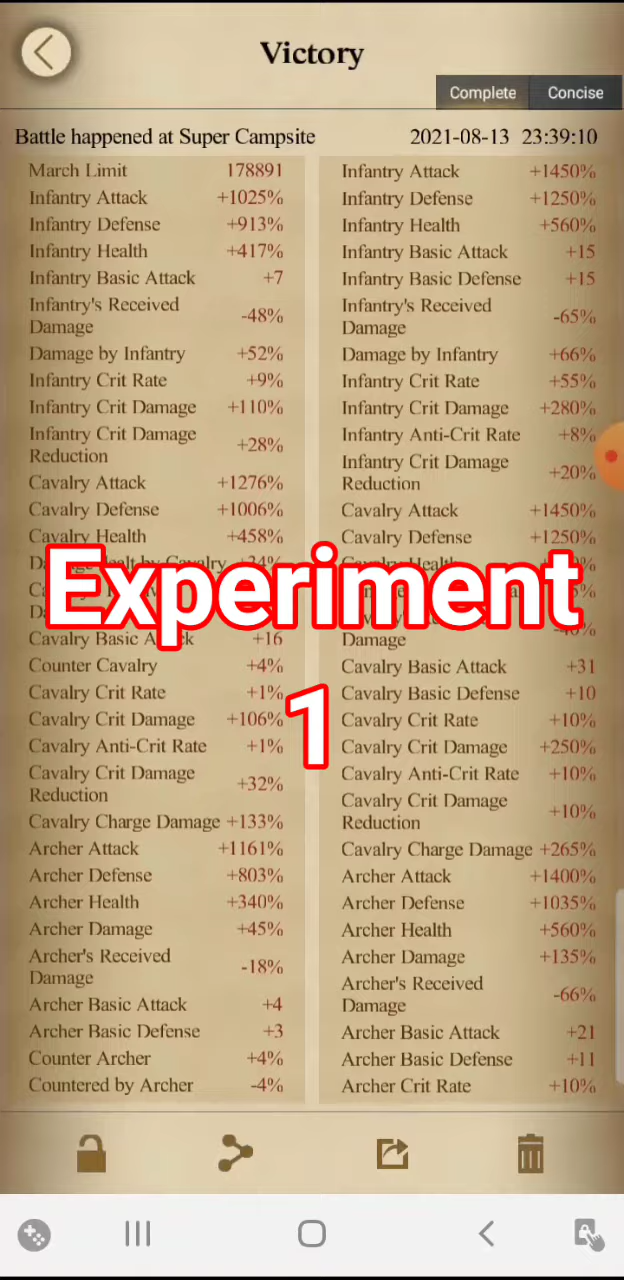 Victory
Complete
Concise
Battle happened at Super Campsite 2021-08-13 23:39:10
March Limit 178891
Infantry Attack +1025%
Infantry Defense +913%
Infantry Health +417%
Infantry Basic Attack +7
Infantry's Received
Damage -48%
Damage by Infantry +52%
Infantry Crit Rate +9%
Infantry Crit Damage +110%
Infantry Crit Damage
Reduction +28%
Cavalry Attack +1276%
Cavalry Defense +1006%
Cavalry Health +458%
Cavalry
Cavalry Basic Attack +16
Counter Cavalry +4%
Cavalry Crit Rate +1%
Cavalry Crit Damage +106%
Cavalry Anti-Crit Rate +1%
Cavalry Crit Damage
Reduction +32%
Cavalry Charge Damage +133%
Archer Attack +1161%
Archer Defense +803%
Archer Health +340%
Archer Damage +45%
Archer's Received
Damage -18%
Archer Basic Attack +4
Archer Basic Defense +3
Counter Archer +4%
Countered by Archer -4%
Infantry Attack +1450%
Infantry Defense +1250%
Infantry Health +560%
Infantry Basic Attack +15
Infantry Basic Defense +15
Infantry's Received
Damage -65%
Damage by Infantry +66%
Infantry Crit Rate +55%
Infantry Crit Damage +280%
Infantry Anti-Crit Rate +8%
Infantry Crit Damage
Reduction +20%
Cavalry Attack +1450%
Cavalry Defense +1250%
Cavalry Health
Damage
Cavalry Basic Attack +31
Cavalry Basic Defense +10
Cavalry Crit Rate +10%
Cavalry Crit Damage +250%
Cavalry Anti-Crit Rate +10%
Cavalry Crit Damage
Reduction +10%
Cavalry Charge Damage +265%
Archer Attack +1400%
Archer Defense +1035%
Archer Health +560%
Archer Damage +135%
Archer's Received
Damage -66%
Archer Basic Attack +21
Archer Basic Defense +11
Archer Crit Rate +10%
Experiment
1